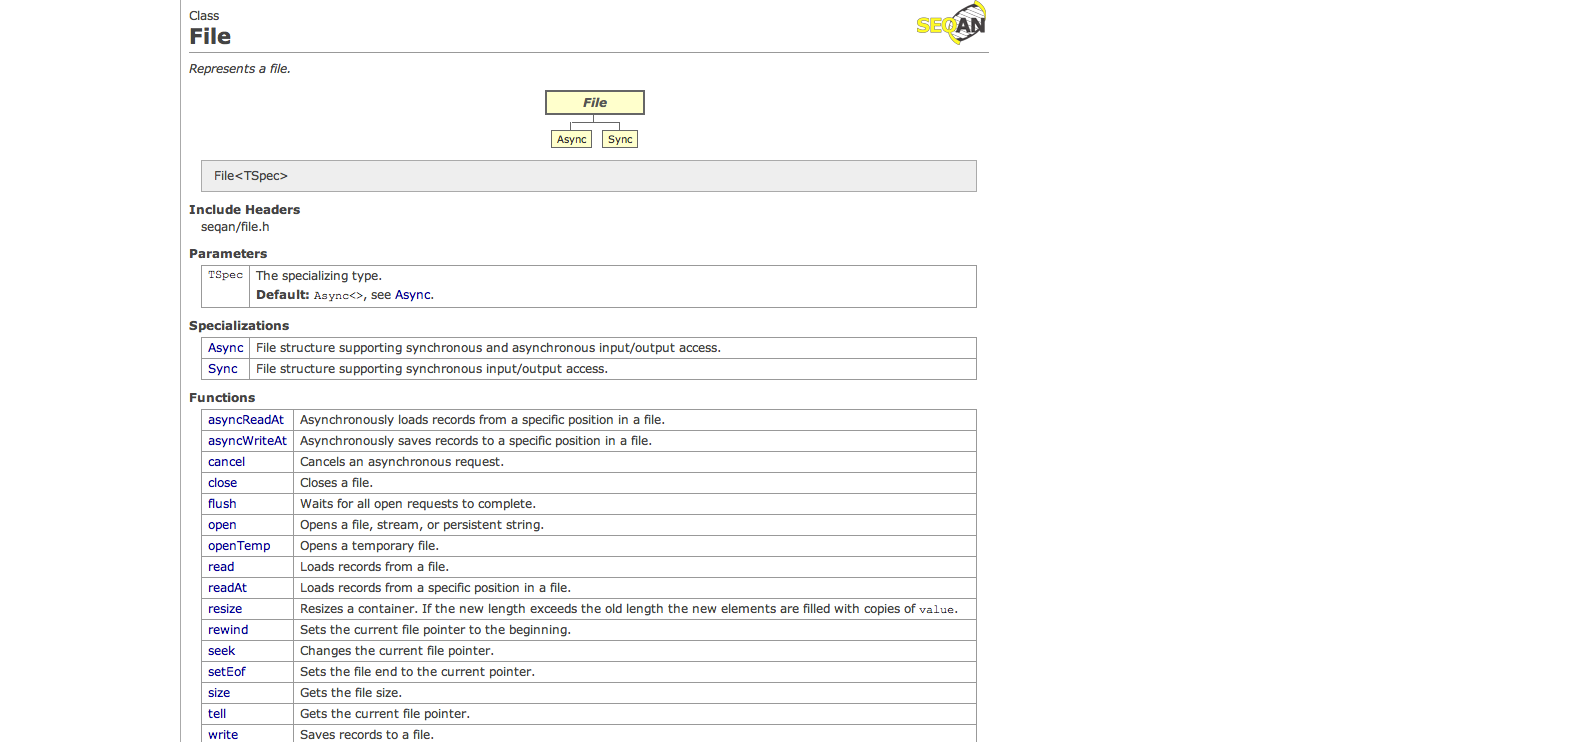 Class
File
SEQAN
Represents a file.
File
Async Sync
File<TSpec>
Include Headers
seqan/file.h
Parameters
TSpec The specializing type.
Default: Async<>, see Async.
Specializations
Async File structure supporting synchronous and asynchronous input/output access.
Sync File structure supporting synchronous input/output access.
Functions
asyncReadAt Asynchronously loads records from a specific position in a file.
asyncWriteAt Asynchronously saves records to a specific position in a file.
cancel Cancels an asynchronous request.
close Closes a file.
flush Waits for all open requests to complete.
open Opens a file, stream, or persistent string.
openTemp Opens a temporary file.
read Loads records from a file.
readAt Loads records from a specific position in a file.
resize Resizes a container. If the new length exceeds the old length the new elements are filled with copies of value.
rewind Sets the current file pointer to the beginning.
seek Changes the current file pointer.
setEof Sets the file end to the current pointer.
size Gets the file size.
tell Gets the current file pointer.
write Saves records to a file.